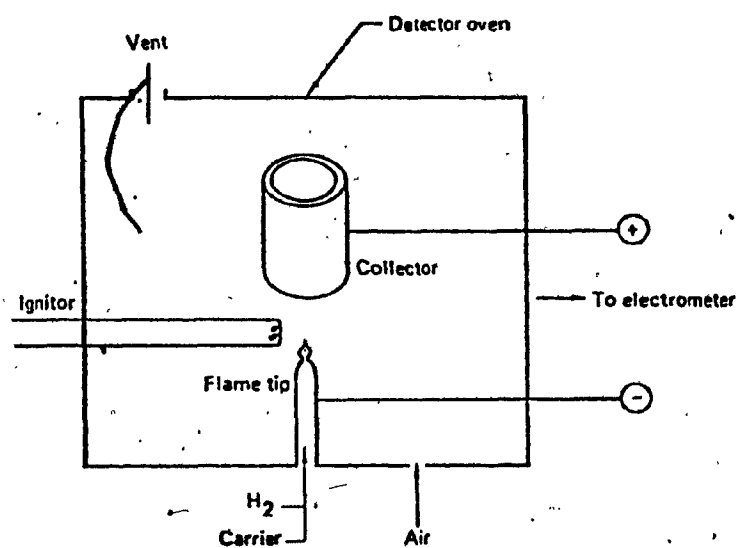 Detector oven
Vent
+
Collector
Ignitor
To electrometer
Flame tip
-
H2
Carrier
Air